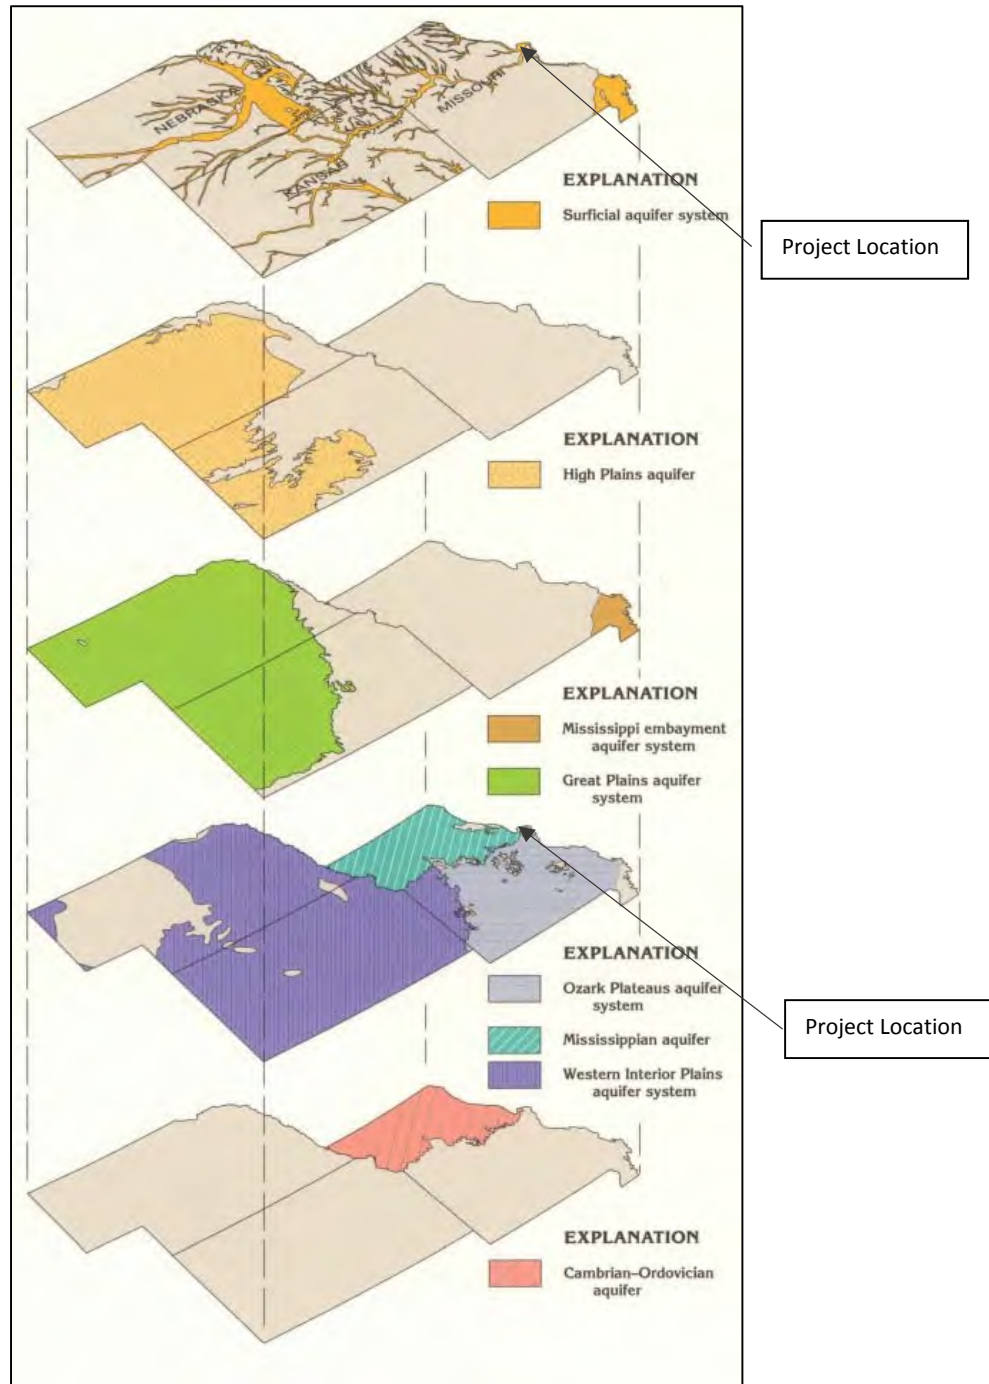 NEBRASKA
MISSOURI
KANSAS
EXPLANATION
Surficial aquifer system
Project Location
EXPLANATION
High Plains aquifer
EXPLANATION
Mississippi embayment
aquifer system
Great Plains aquifer
system
EXPLANATION
Ozark Plateaus aquifer
system
Mississippian aquifer
Western Interior Plains
aquifer system
Project Location
EXPLANATION
Cambrian–Ordovician
aquifer